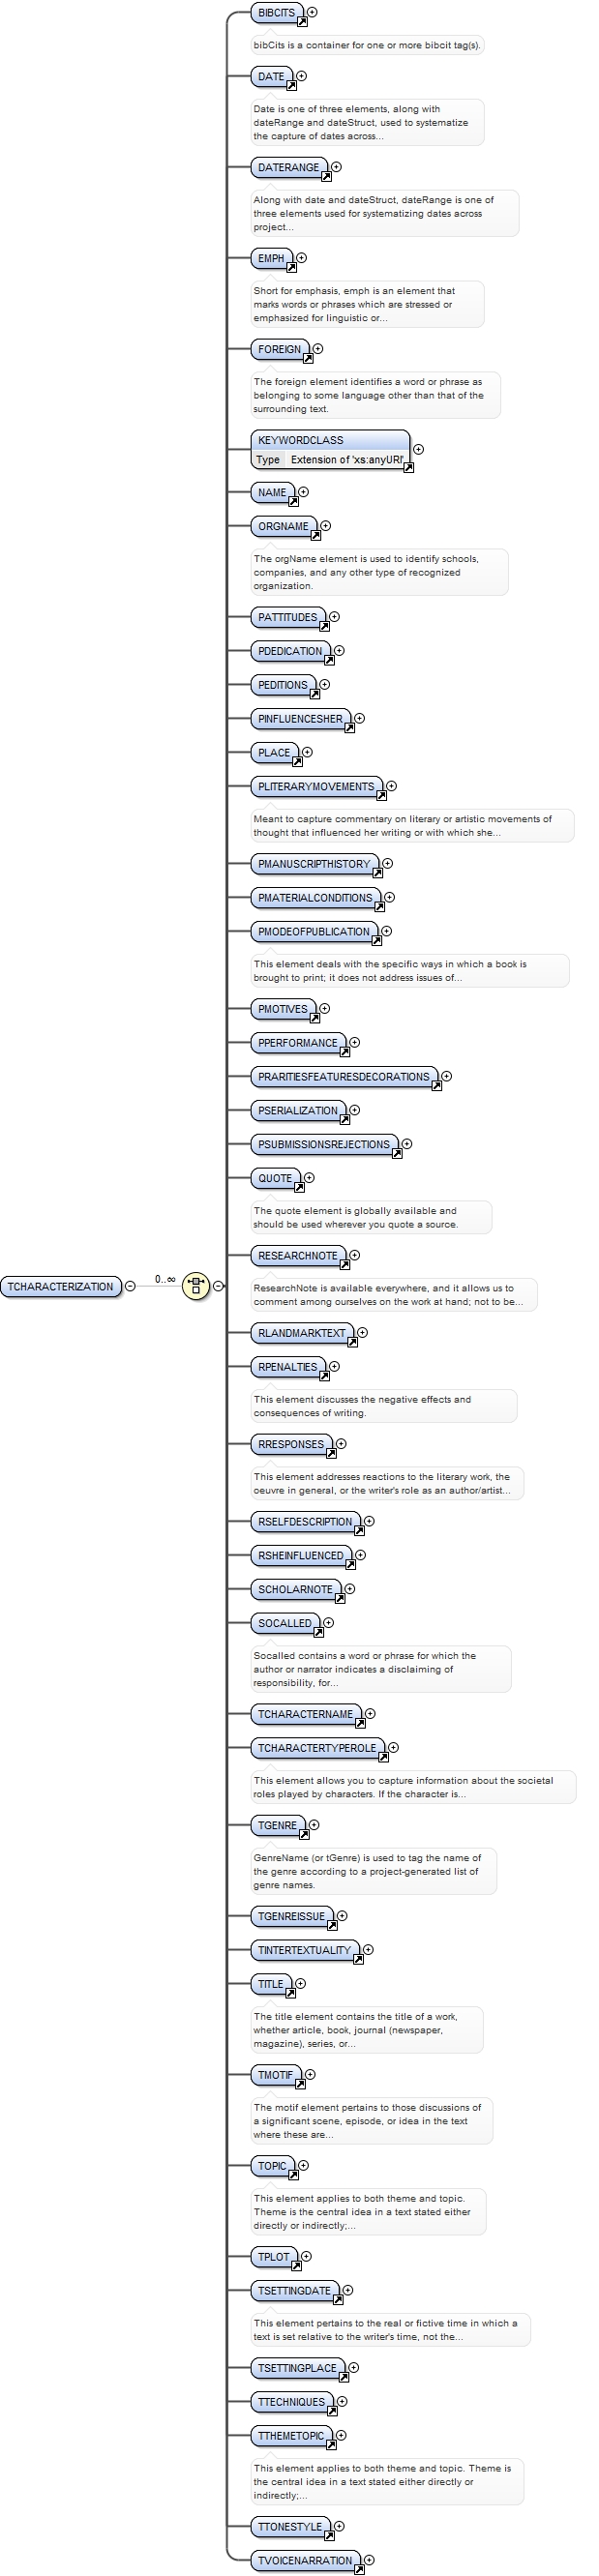 BIBCITS
bibCits is a container for one or more bibcit tag(s).
DATE
Date is one of three elements, along with
dateRange and dateStruct, used to systematize
the capture of dates across...
DATERANGE
Along with date and dateStruct, dateRange is one of
three elements used for systematizing dates across
project...
EMPH
Short for emphasis, emph is an element that
marks words or phrases which are stressed or
emphasized for linguistic or...
FOREIGN
The foreign element identifies a word or phrase as
belonging to some language other than that of the
surrounding text.
KEYWORDCLASS
Type Extension of 'xs:anyURI'
NAME
ORGNAME
The orgName element is used to identify schools,
companies, and any other type of recognized
organization.
PATTITUDES
PDEDICATION
PEDITIONS
PINFLUENCESHER
PLACE
PLITERARYMOVEMENTS
Meant to capture commentary on literary or artistic movements of
thought that influenced her writing or with which she...
PMANUSCRIPTHISTORY
PMATERIALCONDITIONS
PMODEOFPUBLICATION
This element deals with the specific ways in which a book is
brought to print; it does not address issues of...
PMOTIVES
PPERFORMANCE
PRARITIESFEATURESDECORATIONS
PSERIALIZATION
PSUBMISSIONSREJECTIONS
QUOTE
The quote element is globally available and
should be used wherever you quote a source.
RESEARCHNOTE
TCHARACTERIZATION 0..∞
ResearchNote is available everywhere, and it allows us to
comment among ourselves on the work at hand; not to be...
RLANDMARKTEXT
RPENALTIES
This element discusses the negative effects and
consequences of writing.
RRESPONSES
This element addresses reactions to the literary work, the
oeuvre in general, or the writer's role as an author/artist...
RSELFDESCRIPTION
RSHEINFLUENCED
SCHOLARNOTE
SOCALLED
Socalled contains a word or phrase for which the
author or narrator indicates a disclaiming of
responsibility, for...
TCHARACTERNAME
TCHARACTERTYPEROLE
This element allows you to capture information about the societal
roles played by characters. If the character is...
TGENRE
GenreName (or tGenre) is used to tag the name of
the genre according to a project-generated list of
genre names.
TGENREISSUE
TINTERTEXTUALITY
TITLE
The title element contains the title of a work,
whether article, book, journal (newspaper,
magazine), series, or...
TMOTIF
The motif element pertains to those discussions of
a significant scene, episode, or idea in the text
where these are...
TOPIC
This element applies to both theme and topic.
Theme is the central idea in a text stated either
directly or indirectly;...
TPLOT
TSETTINGDATE
This element pertains to the real or fictive time in which a
text is set relative to the writer's time, not the...
TSETTINGPLACE
TTECHNIQUES
TTHEMETOPIC
This element applies to both theme and topic. Theme is
the central idea in a text stated either directly or
indirectly;...
TTONESTYLE
TVOICENARRATION